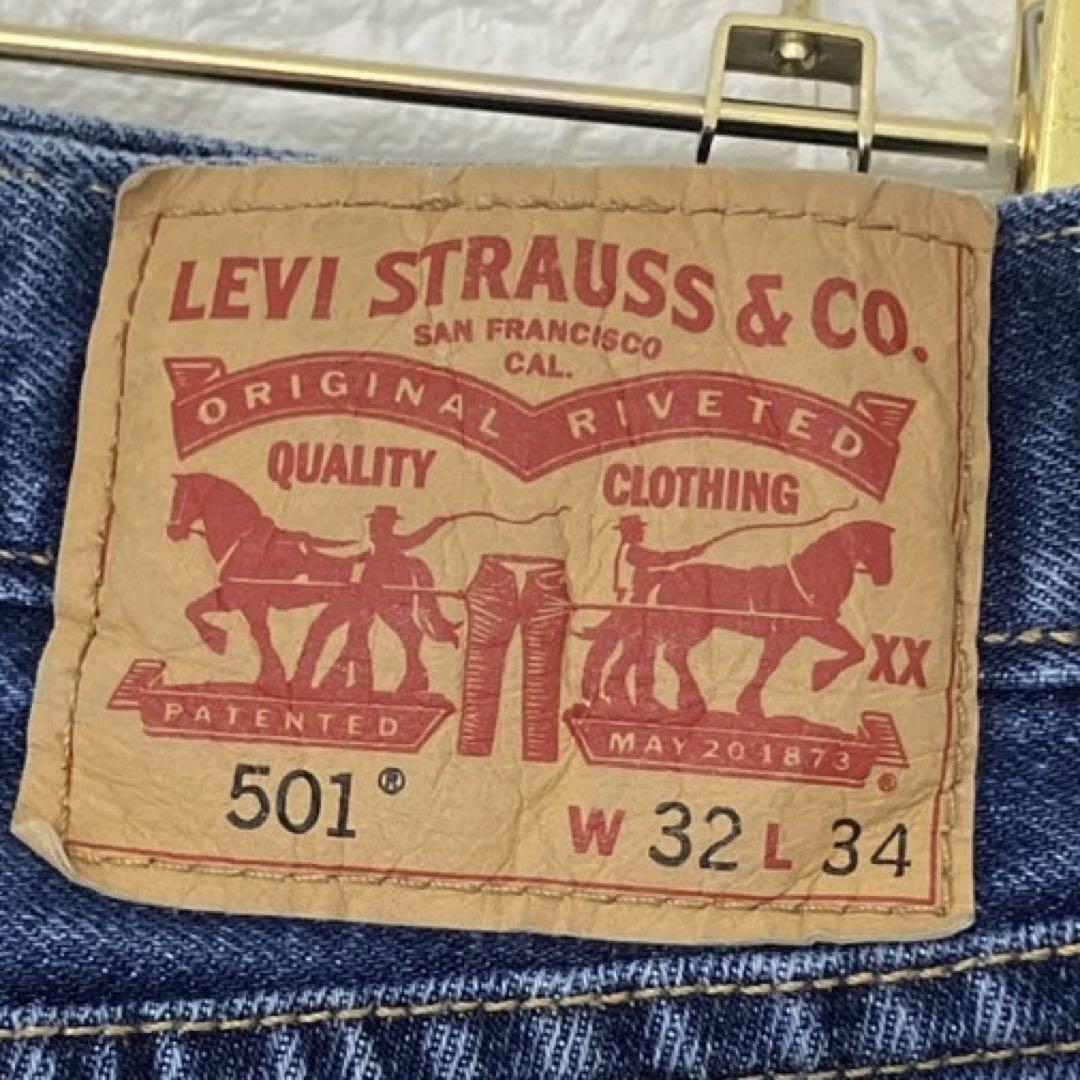 LEVI STRAUSS & CO.
SAN FRANCISCO
CAL.
ORIGINAL RIVETED
QUALITY CLOTHING
XX
PATENTED MAY 20 1873 ®
501® W 32 L 34